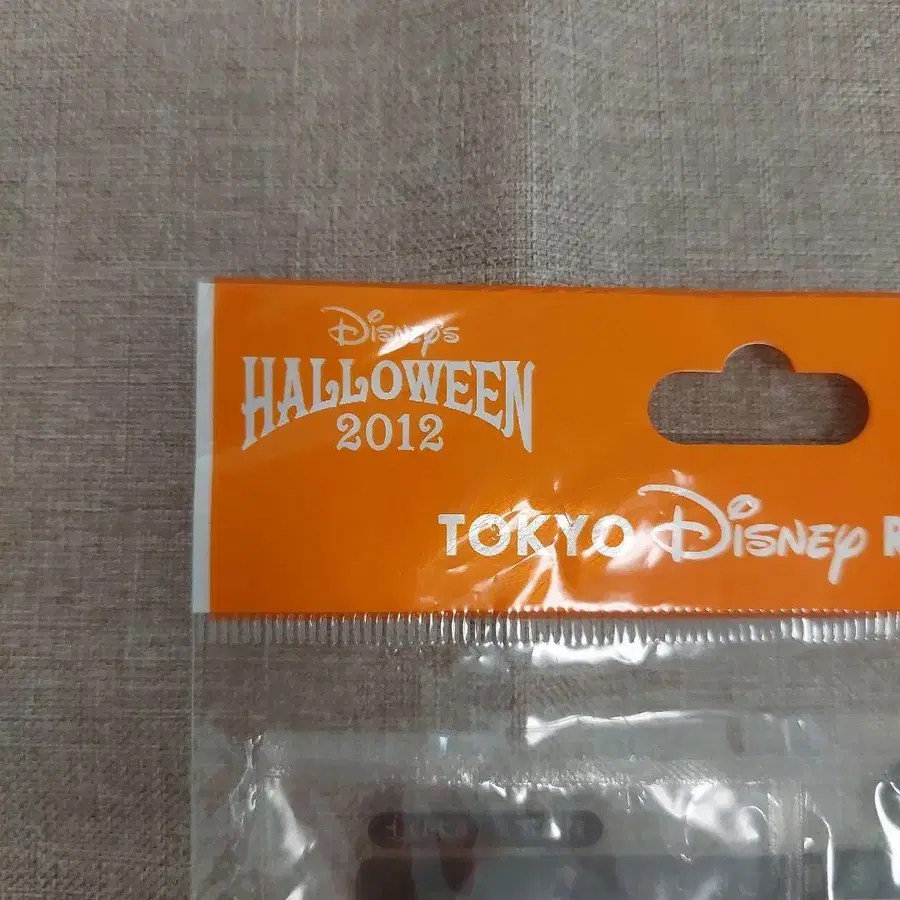 Disney's
HALLOWEEN
2012
TOKYO Disney R